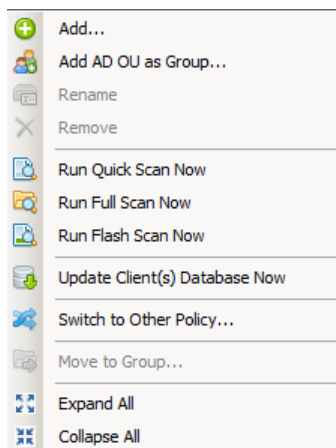 Add...
Add AD OU as Group...
Rename
Remove
Run Quick Scan Now
Run Full Scan Now
Run Flash Scan Now
Update Client(s) Database Now
Switch to Other Policy...
Move to Group...
Expand All
Collapse All